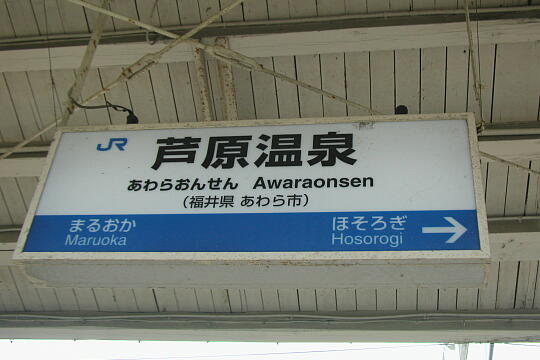 JR 芦原温泉
あわらおんせん Awaraonsen
(福井県 あわら市)
まるおか ほそろぎ →
Maruoka Hosorogi